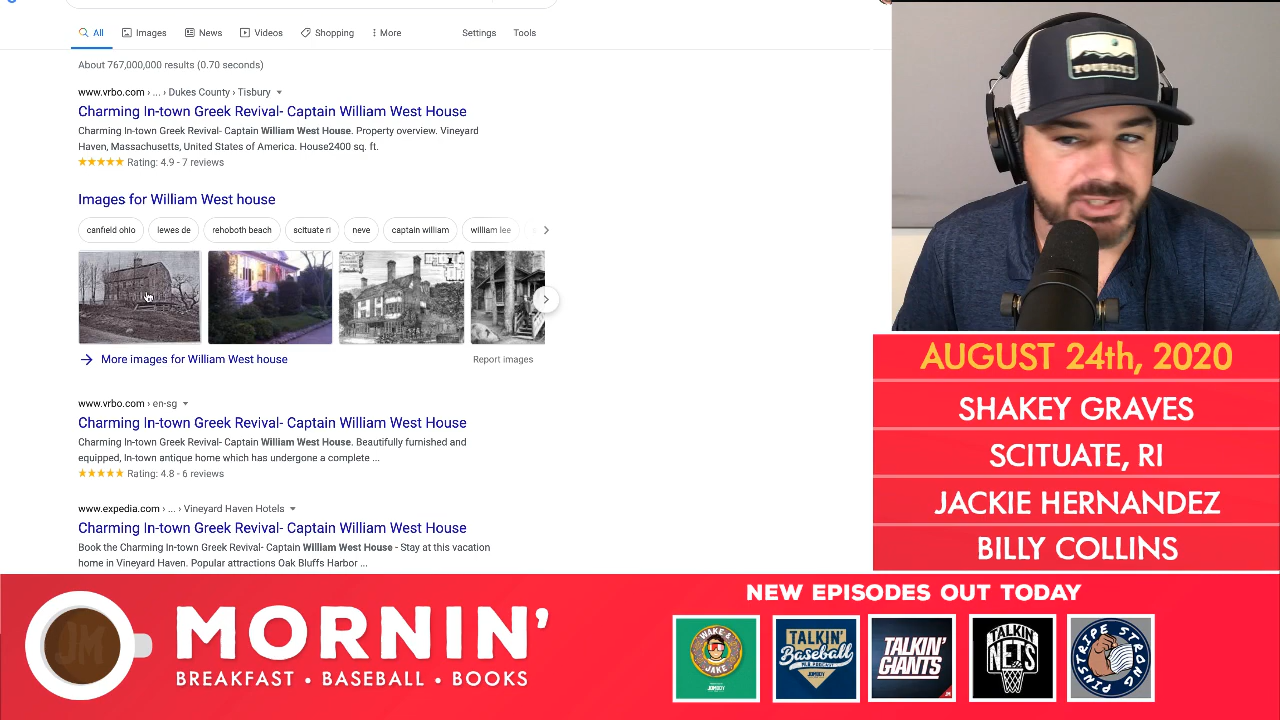 All Images News Videos Shopping More Settings Tools
About 767,000,000 results (0.70 seconds)
www.vrbo.com › ... › Dukes County › Tisbury
Charming In-town Greek Revival- Captain William West House
Charming In-town Greek Revival- Captain William West House. Property overview. Vineyard
Haven, Massachusetts, United States of America. House2400 sq. ft.
Rating: 4.9 - 7 reviews
Images for William West house
canfield ohio lewes de rehoboth beach scituate ri neve captain william william lee
More images for William West house Report images
www.vrbo.com › en-sg
Charming In-town Greek Revival- Captain William West House
Charming In-town Greek Revival- Captain William West House. Beautifully furnished and
equipped, In-town antique home which has undergone a complete ...
Rating: 4.8 - 6 reviews
www.expedia.com › ... › Vineyard Haven Hotels
Charming In-town Greek Revival- Captain William West House
Book the Charming In-town Greek Revival- Captain William West House - Stay at this vacation
home in Vineyard Haven. Popular attractions Oak Bluffs Harbor ...
TOURISTS
AUGUST 24th, 2020
SHAKEY GRAVES
SCITUATE, RI
JACKIE HERNANDEZ
BILLY COLLINS
JM
MORNIN'
BREAKFAST • BASEBALL • BOOKS
NEW EPISODES OUT TODAY
WAKE &
JAKE
JOMBOY
TALKIN'
Baseball
MLB PODCAST
JOMBOY
TALKIN'
GIANTS
JM
TALKIN
NETS
PINSTRIPE STRONG